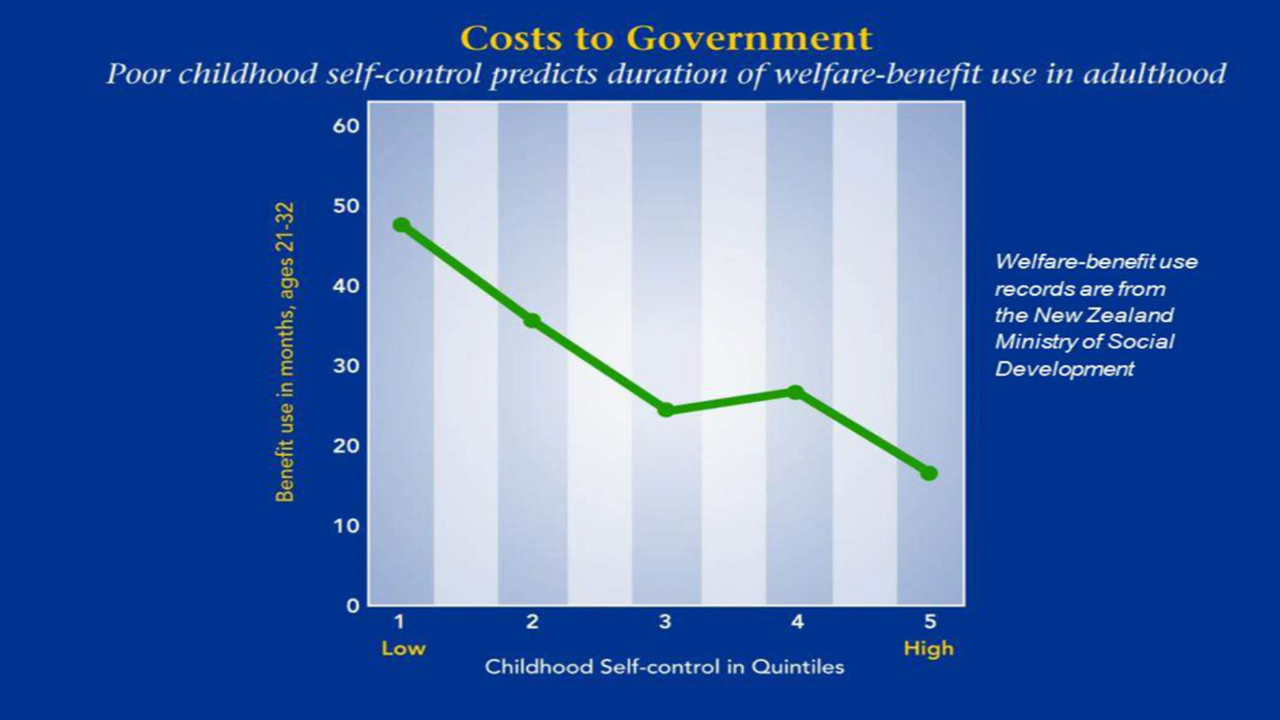 Costs to Government
Poor childhood self-control predicts duration of welfare-benefit use in adulthood
60
50
40
30
20
10
0
Benefit use in months, ages 21-32
1
2
3
4
5
Low
High
Childhood Self-control in Quintiles
Welfare-benefit use
records are from
the New Zealand
Ministry of Social
Development